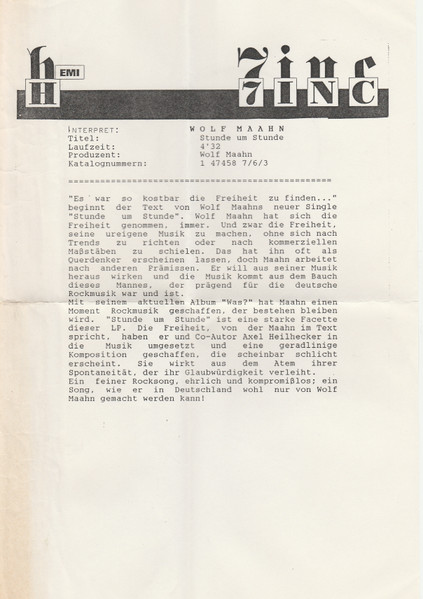 h EMI 7inc
H 7INC
INTERPRET: WOLF MAAHN
Titel: Stunde um Stunde
Laufzeit: 4'32
Produzent: Wolf Maahn
Katalognummern: 1 47458 7/6/3
==================================================
"Es war so kostbar die Freiheit zu finden..."
beginnt der Text von Wolf Maahns neuer Single
"Stunde um Stunde". Wolf Maahn hat sich die
Freiheit genommen, immer. Und zwar die Freiheit,
seine ureigene Musik zu machen, ohne sich nach
Trends zu richten oder nach kommerziellen
Maßstäben zu schielen. Das hat ihn oft als
Querdenker erscheinen lassen, doch Maahn arbeitet
nach anderen Prämissen. Er will aus seiner Musik
heraus wirken und die Musik kommt aus dem Bauch
dieses Mannes, der prägend für die deutsche
Rockmusik war und ist.
Mit seinem aktuellen Album "Was?" hat Maahn einen
Moment Rockmusik geschaffen, der bestehen bleiben
wird. "Stunde um Stunde" ist eine starke Facette
dieser LP. Die Freiheit, von der Maahn im Text
spricht, haben er und Co-Autor Axel Heilhecker in
die Musik umgesetzt und eine geradlinige
Komposition geschaffen, die scheinbar schlicht
erscheint. Sie wirkt aus dem Atem ihrer
Spontaneität, der ihr Glaubwürdigkeit verleiht.
Ein feiner Rocksong, ehrlich und kompromißlos; ein
Song, wie er in Deutschland wohl nur von Wolf
Maahn gemacht werden kann!